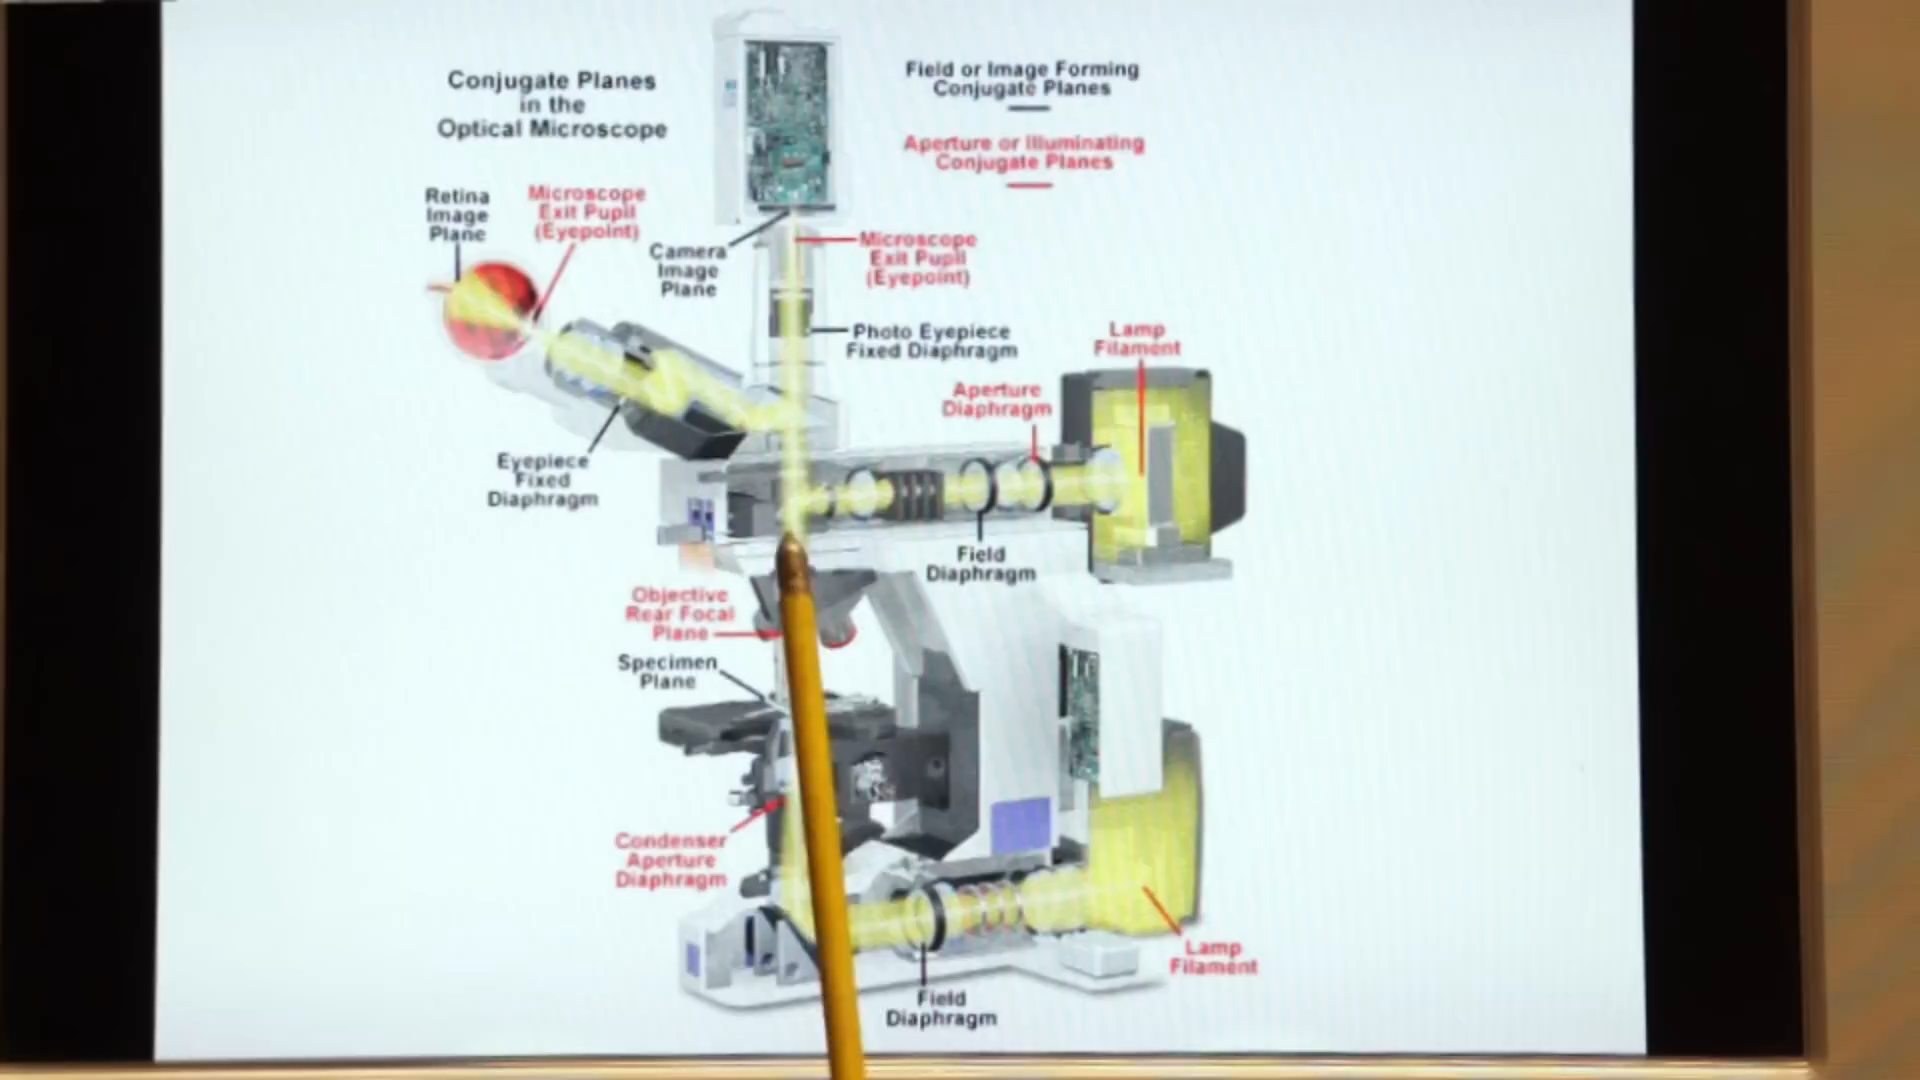 Conjugate Planes
in the
Optical Microscope
Field or Image Forming
Conjugate Planes
Aperture or Illuminating
Conjugate Planes
Retina
Image
Plane
Microscope
Exit Pupil
(Eyepoint)
Camera
Image
Plane
Microscope
Exit Pupil
(Eyepoint)
Photo Eyepiece
Fixed Diaphragm
Lamp
Filament
Aperture
Diaphragm
Eyepiece
Fixed
Diaphragm
Field
Diaphragm
Objective
Rear Focal
Plane
Specimen
Plane
Condenser
Aperture
Diaphragm
Lamp
Filament
Field
Diaphragm